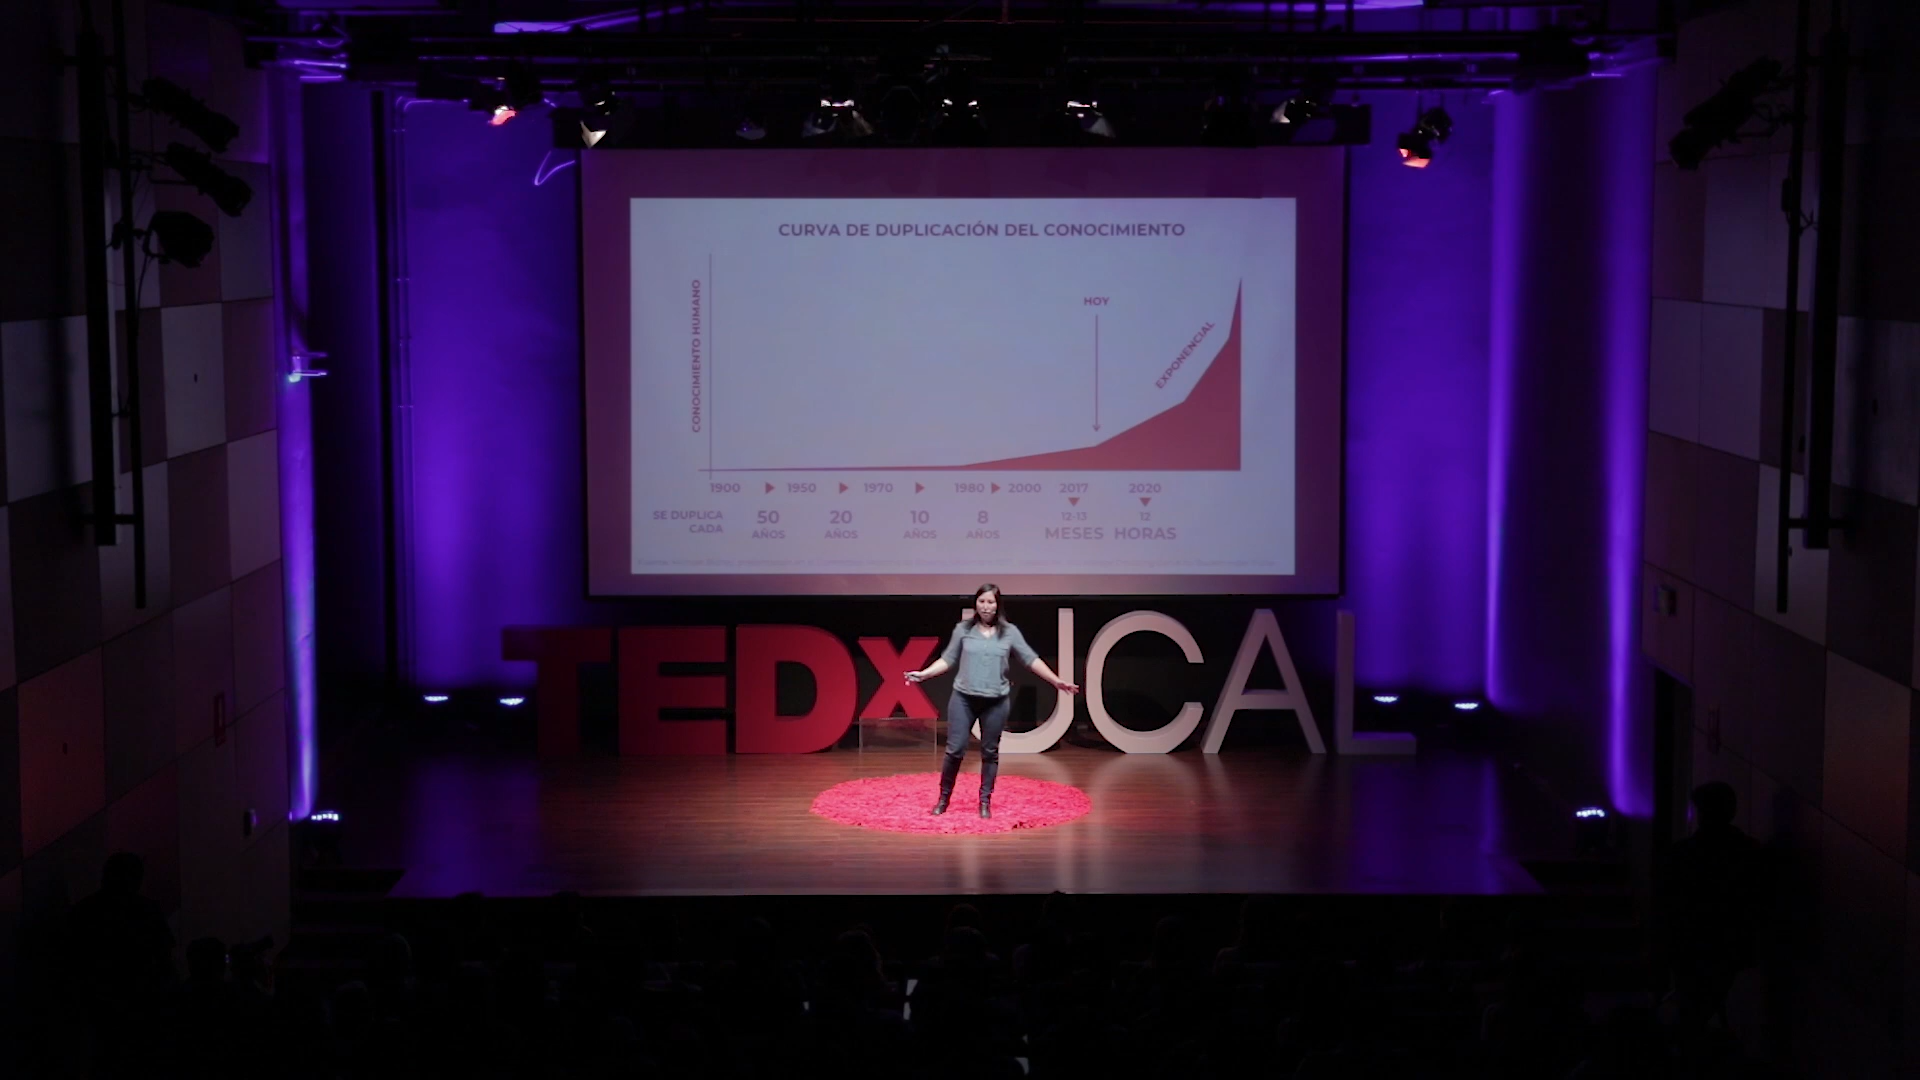 CURVA DE DUPLICACIÓN DEL CONOCIMIENTO
CONOCIMIENTO HUMANO
HOY
EXPONENCIAL
1900 1950 1970 1980 2000 2017 2020
SE DUPLICA CADA
50 AÑOS
20 AÑOS
10 AÑOS
8 AÑOS
12-13 MESES
12 HORAS
TEDx UCAL